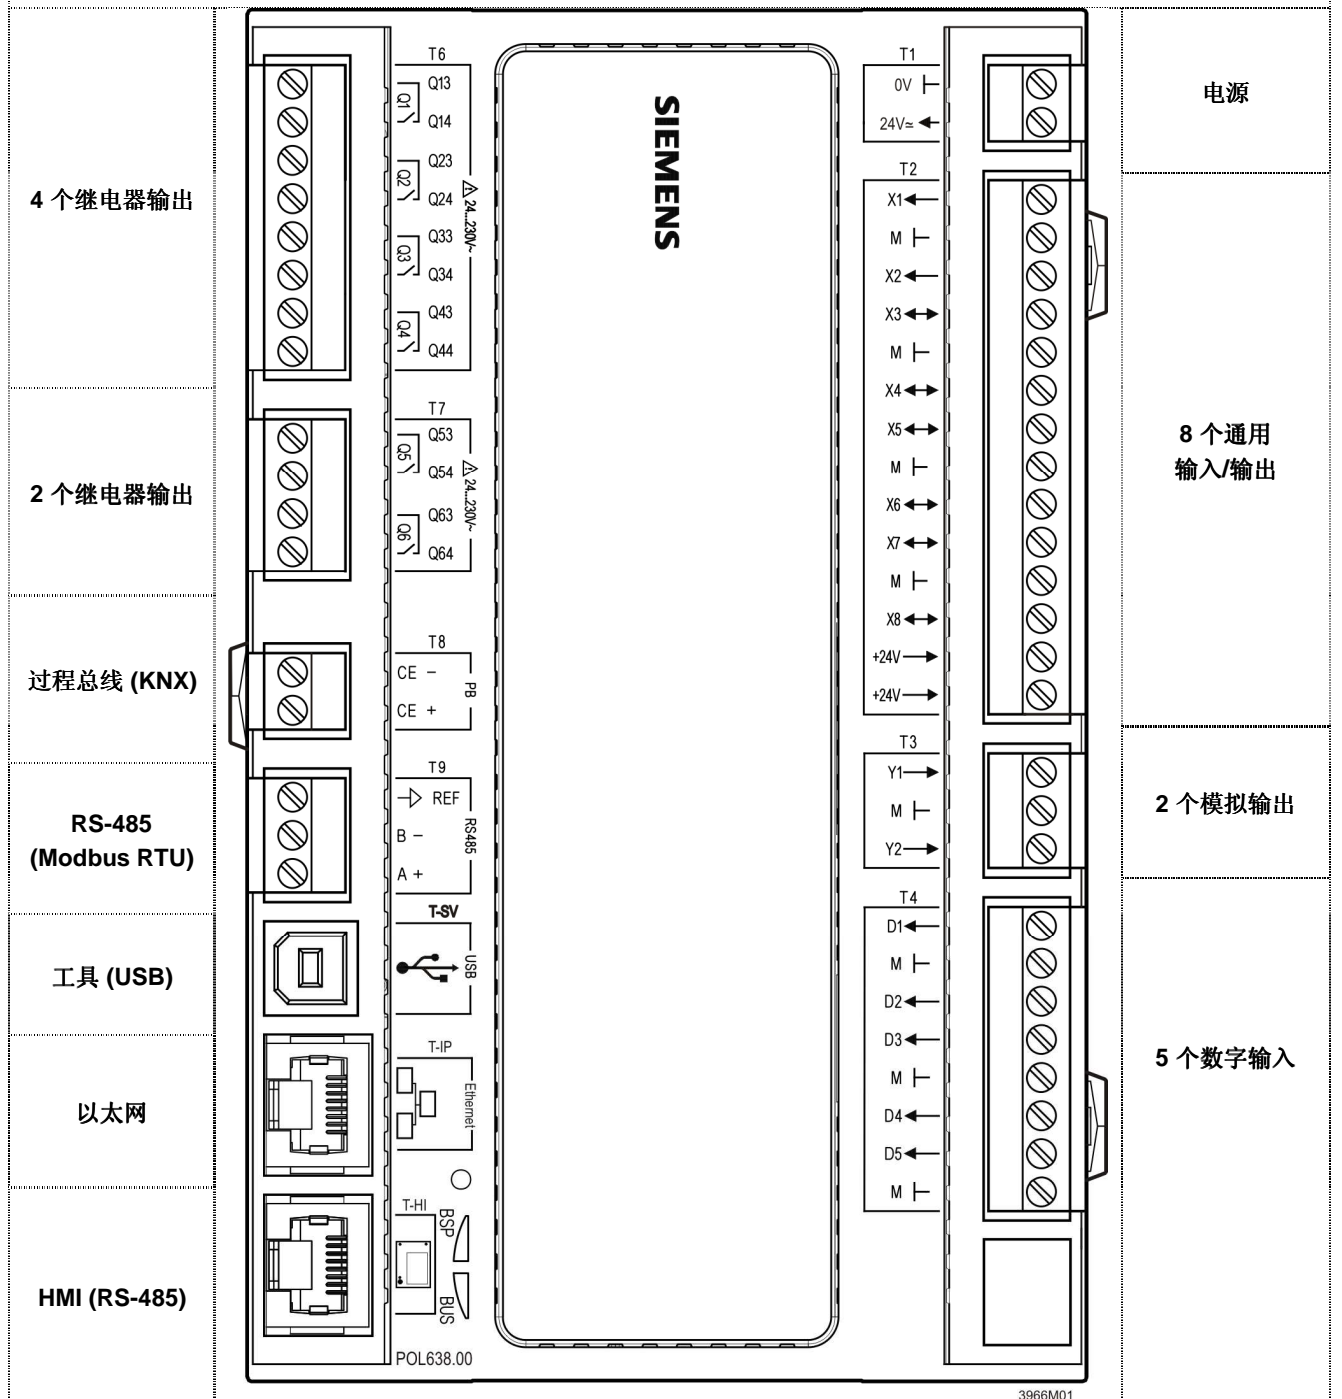 4 个继电器输出
2 个继电器输出
过程总线 (KNX)
RS-485
(Modbus RTU)
工具 (USB)
以太网
HMI (RS-485)
T6
Q1
Q13
Q14
Q2
Q23
Q24
Q3
Q33
Q34
Q4
Q43
Q44
24...230V~
T7
Q5
Q53
Q54
Q6
Q63
Q64
24...230V~
T8
CE −
CE +
PB
T9
REF
B −
A +
RS485
T-SV
USB
T-IP
Ethernet
T-HI
BSP
BUS
POL638.00
SIEMENS
T1
0V
24V≃
T2
X1
M
X2
X3
M
X4
X5
M
X6
X7
M
X8
+24V
+24V
T3
Y1
M
Y2
T4
D1
M
D2
D3
M
D4
D5
M
电源
8 个通用
输入/输出
2 个模拟输出
5 个数字输入
3966M01